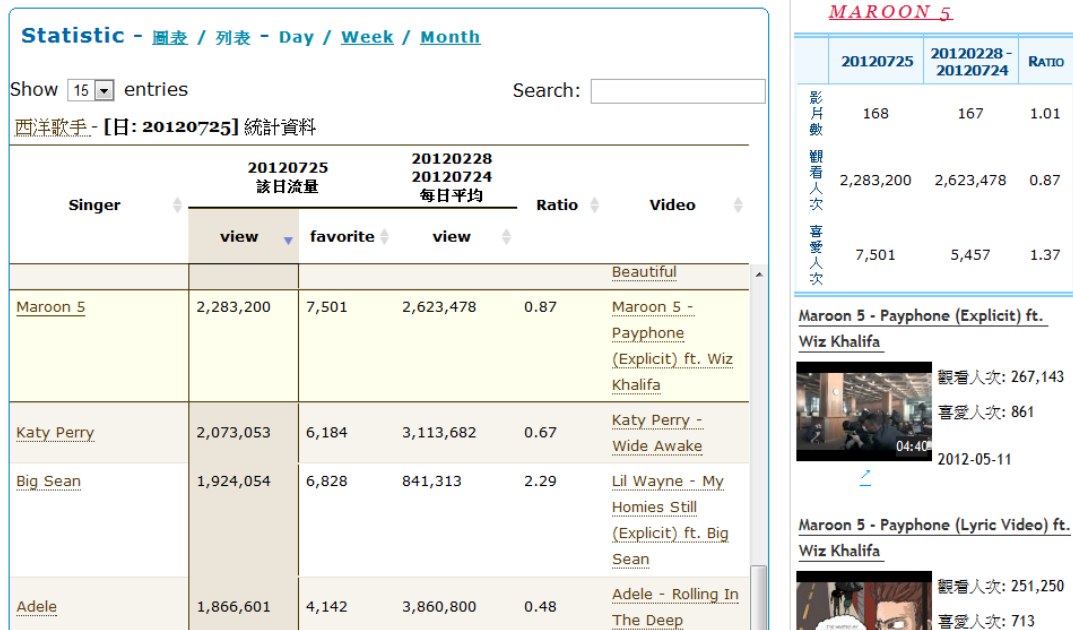 Statistic - 圖表 / 列表 - Day / Week / Month
Show 15 entries
Search:
西洋歌手 - [日: 20120725] 統計資料
Singer
20120725
該日流量
20120228
20120724
每日平均
Ratio
Video
view
favorite
view
Beautiful
Maroon 5 2,283,200 7,501 2,623,478 0.87 Maroon 5 -
Payphone
(Explicit) ft. Wiz
Khalifa
Katy Perry 2,073,053 6,184 3,113,682 0.67 Katy Perry -
Wide Awake
Big Sean 1,924,054 6,828 841,313 2.29 Lil Wayne - My
Homies Still
(Explicit) ft. Big
Sean
Adele 1,866,601 4,142 3,860,800 0.48 Adele - Rolling In
The Deep
MAROON 5
20120725
20120228 -
20120724
RATIO
影片數 168 167 1.01
觀看人次 2,283,200 2,623,478 0.87
喜愛人次 7,501 5,457 1.37
Maroon 5 - Payphone (Explicit) ft.
Wiz Khalifa
04:40
觀看人次: 267,143
喜愛人次: 861
2012-05-11
Maroon 5 - Payphone (Lyric Video) ft.
Wiz Khalifa
觀看人次: 251,250
喜愛人次: 713